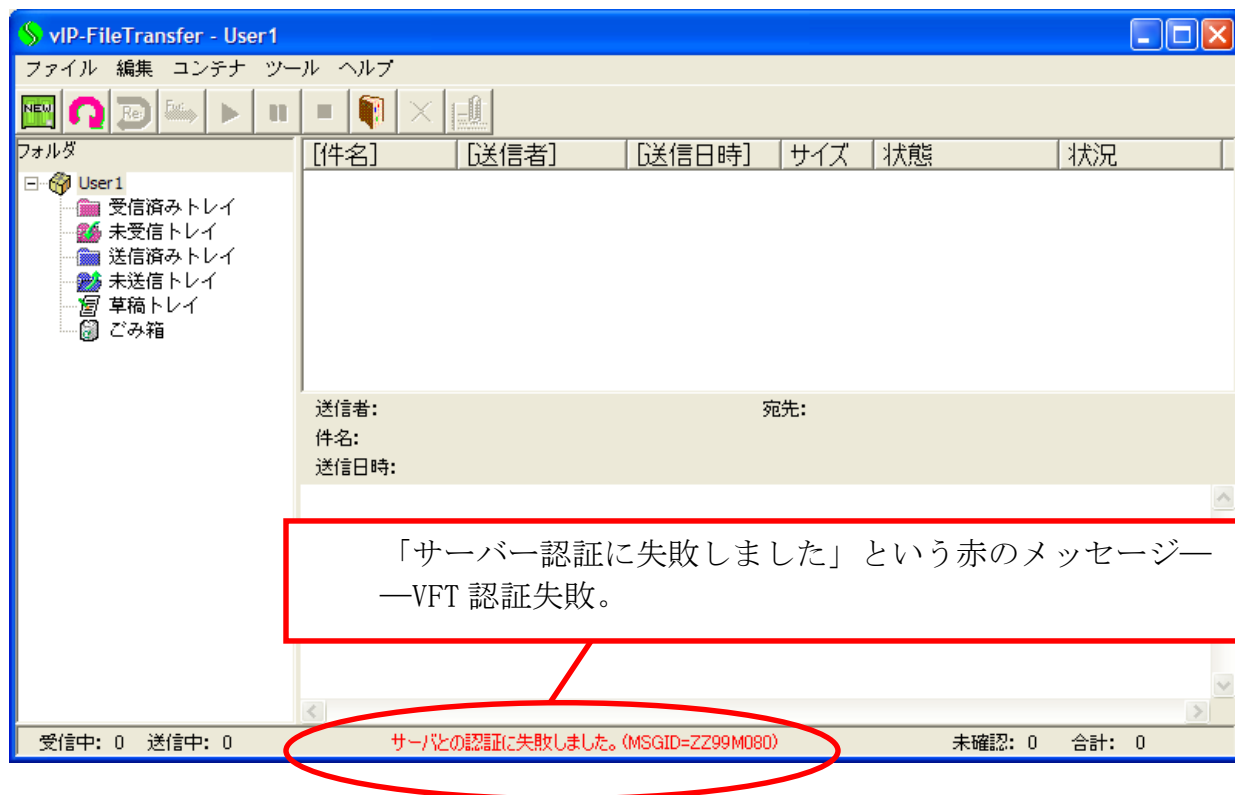 vIP-FileTransfer - User1
ファイル 編集 コンテナ ツール ヘルプ
NEW Re: Fw:
フォルダ
[件名] [送信者] [送信日時] サイズ 状態 状況
User1
受信済みトレイ
未受信トレイ
送信済みトレイ
未送信トレイ
草稿トレイ
ごみ箱
送信者: 宛先:
件名:
送信日時:
「サーバー認証に失敗しました」という赤のメッセージ―
―VFT 認証失敗。
受信中: 0 送信中: 0 サーバとの認証に失敗しました。(MSGID=ZZ99M080) 未確認: 0 合計: 0